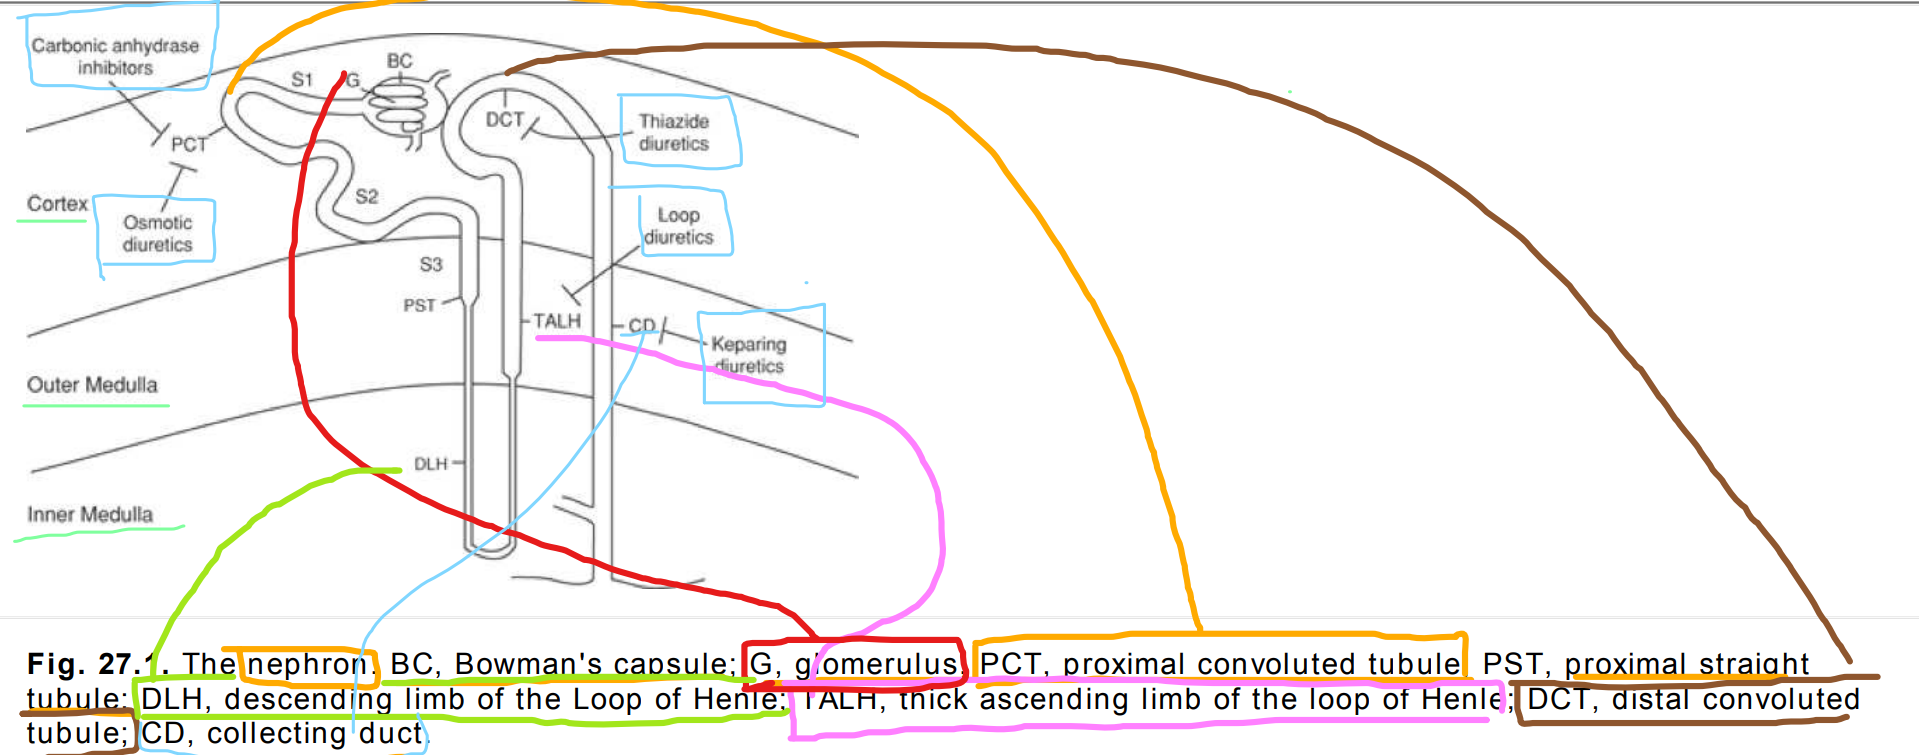 Carbonic anhydrase
inhibitors
BC
S1
G
DCT
Thiazide
diuretics
PCT
S2
Cortex
Osmotic
diuretics
Loop
diuretics
S3
PST
TALH
CD
Keparing
diuretics
Outer Medulla
DLH
Inner Medulla
Fig. 27.1. The nephron. BC, Bowman's capsule; G, glomerulus. PCT, proximal convoluted tubule PST, proximal straight
tubule; DLH, descending limb of the Loop of Henle; TALH, thick ascending limb of the loop of Henle; DCT, distal convoluted
tubule; CD, collecting duct.